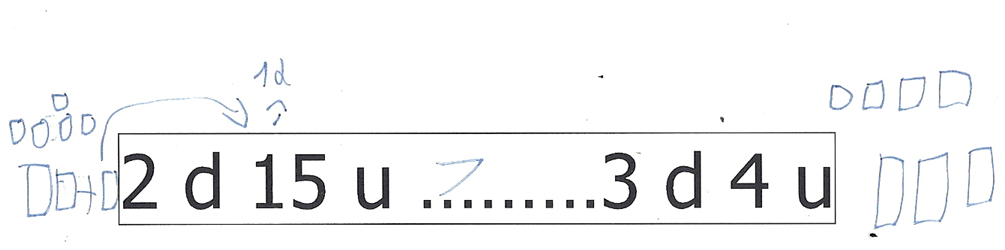 1d
2 d 15 u > .........3 d 4 u